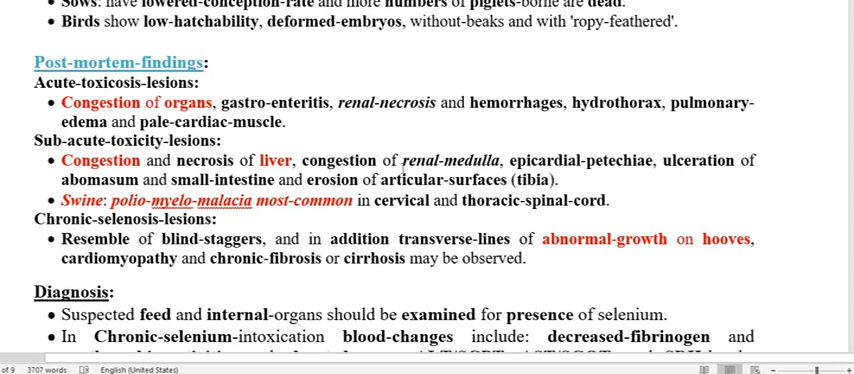 • Sows: have lowered-conception-rate and more numbers of piglets-borne are dead.
• Birds show low-hatchability, deformed-embryos, without-beaks and with 'ropy-feathered'.
Post-mortem-findings:
Acute-toxicosis-lesions:
• Congestion of organs, gastro-enteritis, renal-necrosis and hemorrhages, hydrothorax, pulmonary-
edema and pale-cardiac-muscle.
Sub-acute-toxicity-lesions:
• Congestion and necrosis of liver, congestion of renal-medulla, epicardial-petechiae, ulceration of
abomasum and small-intestine and erosion of articular-surfaces (tibia).
• Swine: polio-myelo-malacia most-common in cervical and thoracic-spinal-cord.
Chronic-selenosis-lesions:
• Resemble of blind-staggers, and in addition transverse-lines of abnormal-growth on hooves,
cardiomyopathy and chronic-fibrosis or cirrhosis may be observed.
Diagnosis:
• Suspected feed and internal-organs should be examined for presence of selenium.
• In Chronic-selenium-intoxication blood-changes include: decreased-fibrinogen and
of 9 3707 words English (United States)